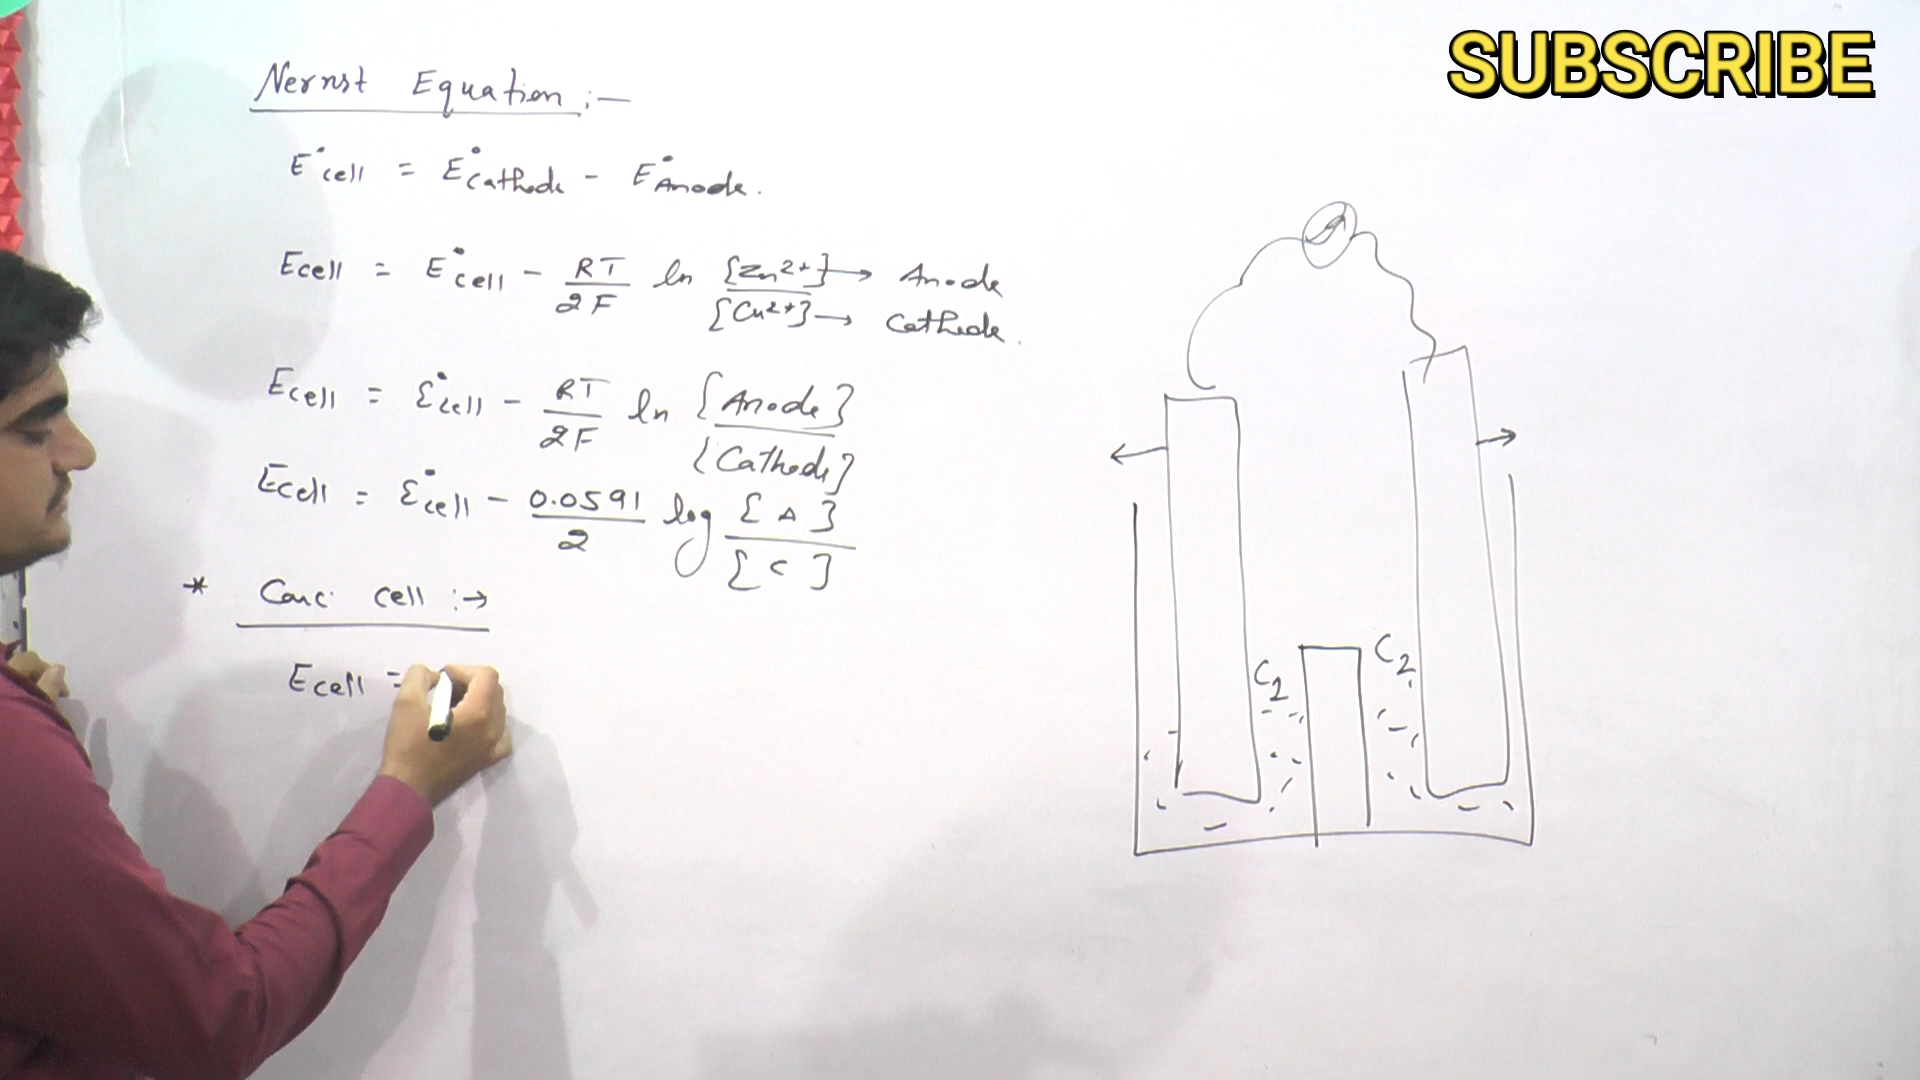 SUBSCRIBE
Nernst Equation :—
E°cell = E°Cathode - E°Anode.
Ecell = E°cell - RT/2F ln [Zn2+]/[Cu2+] → Anode → Cathode.
Ecell = E°cell - RT/2F ln [Anode]/[Cathode]
Ecell = E°cell - 0.0591/2 log [A]/[C]
* Conc. cell :→
Ecell =
C2 C2